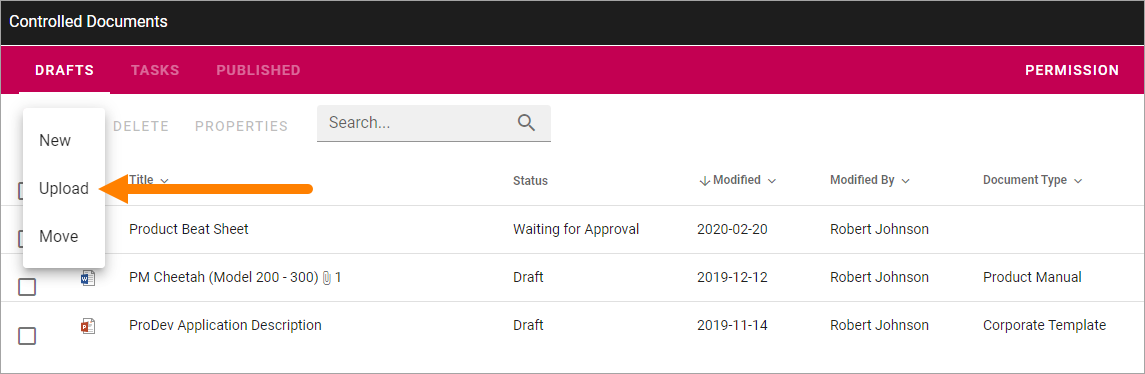 Controlled Documents
DRAFTS TASKS PUBLISHED PERMISSION
New DELETE PROPERTIES Search...
Upload Title Status Modified Modified By Document Type
Move Product Beat Sheet Waiting for Approval 2020-02-20 Robert Johnson
PM Cheetah (Model 200 - 300) 1 Draft 2019-12-12 Robert Johnson Product Manual
ProDev Application Description Draft 2019-11-14 Robert Johnson Corporate Template